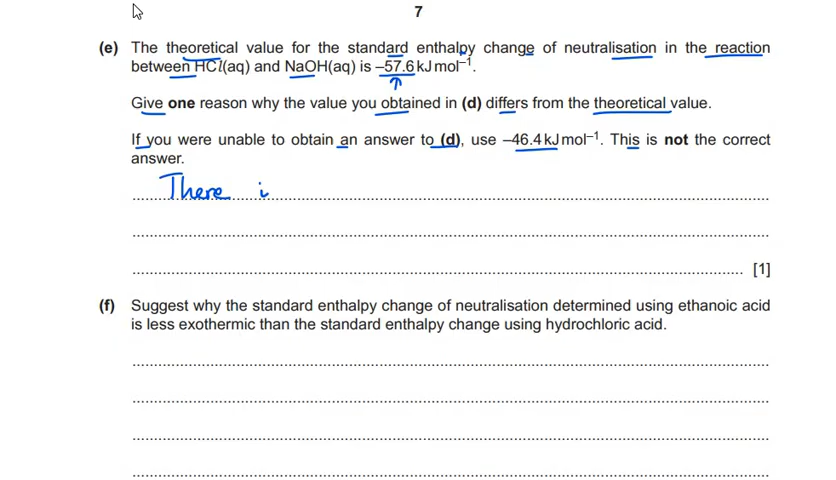 7
(e) The theoretical value for the standard enthalpy change of neutralisation in the reaction
between HCl(aq) and NaOH(aq) is –57.6 kJ mol⁻¹.
Give one reason why the value you obtained in (d) differs from the theoretical value.
If you were unable to obtain an answer to (d), use –46.4 kJ mol⁻¹. This is not the correct
answer.
There i
[1]
(f) Suggest why the standard enthalpy change of neutralisation determined using ethanoic acid
is less exothermic than the standard enthalpy change using hydrochloric acid.